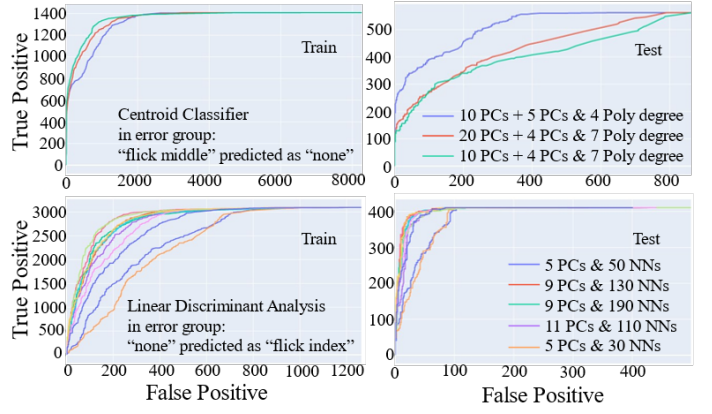 1400
1200
1000
800
600
400
200
0
True Positive
Train
Centroid Classifier
in error group:
“flick middle” predicted as “none”
0 2000 4000 6000 8000
500
400
300
200
100
0
Test
10 PCs + 5 PCs & 4 Poly degree
20 PCs + 4 PCs & 7 Poly degree
10 PCs + 4 PCs & 7 Poly degree
0 200 400 600 800
3000
2500
2000
1500
1000
500
0
True Positive
Train
Linear Discriminant Analysis
in error group:
“none” predicted as “flick index”
0 200 400 600 800 1000 1200
False Positive
400
300
200
100
0
Test
5 PCs & 50 NNs
9 PCs & 130 NNs
9 PCs & 190 NNs
11 PCs & 110 NNs
5 PCs & 30 NNs
0 100 200 300 400
False Positive